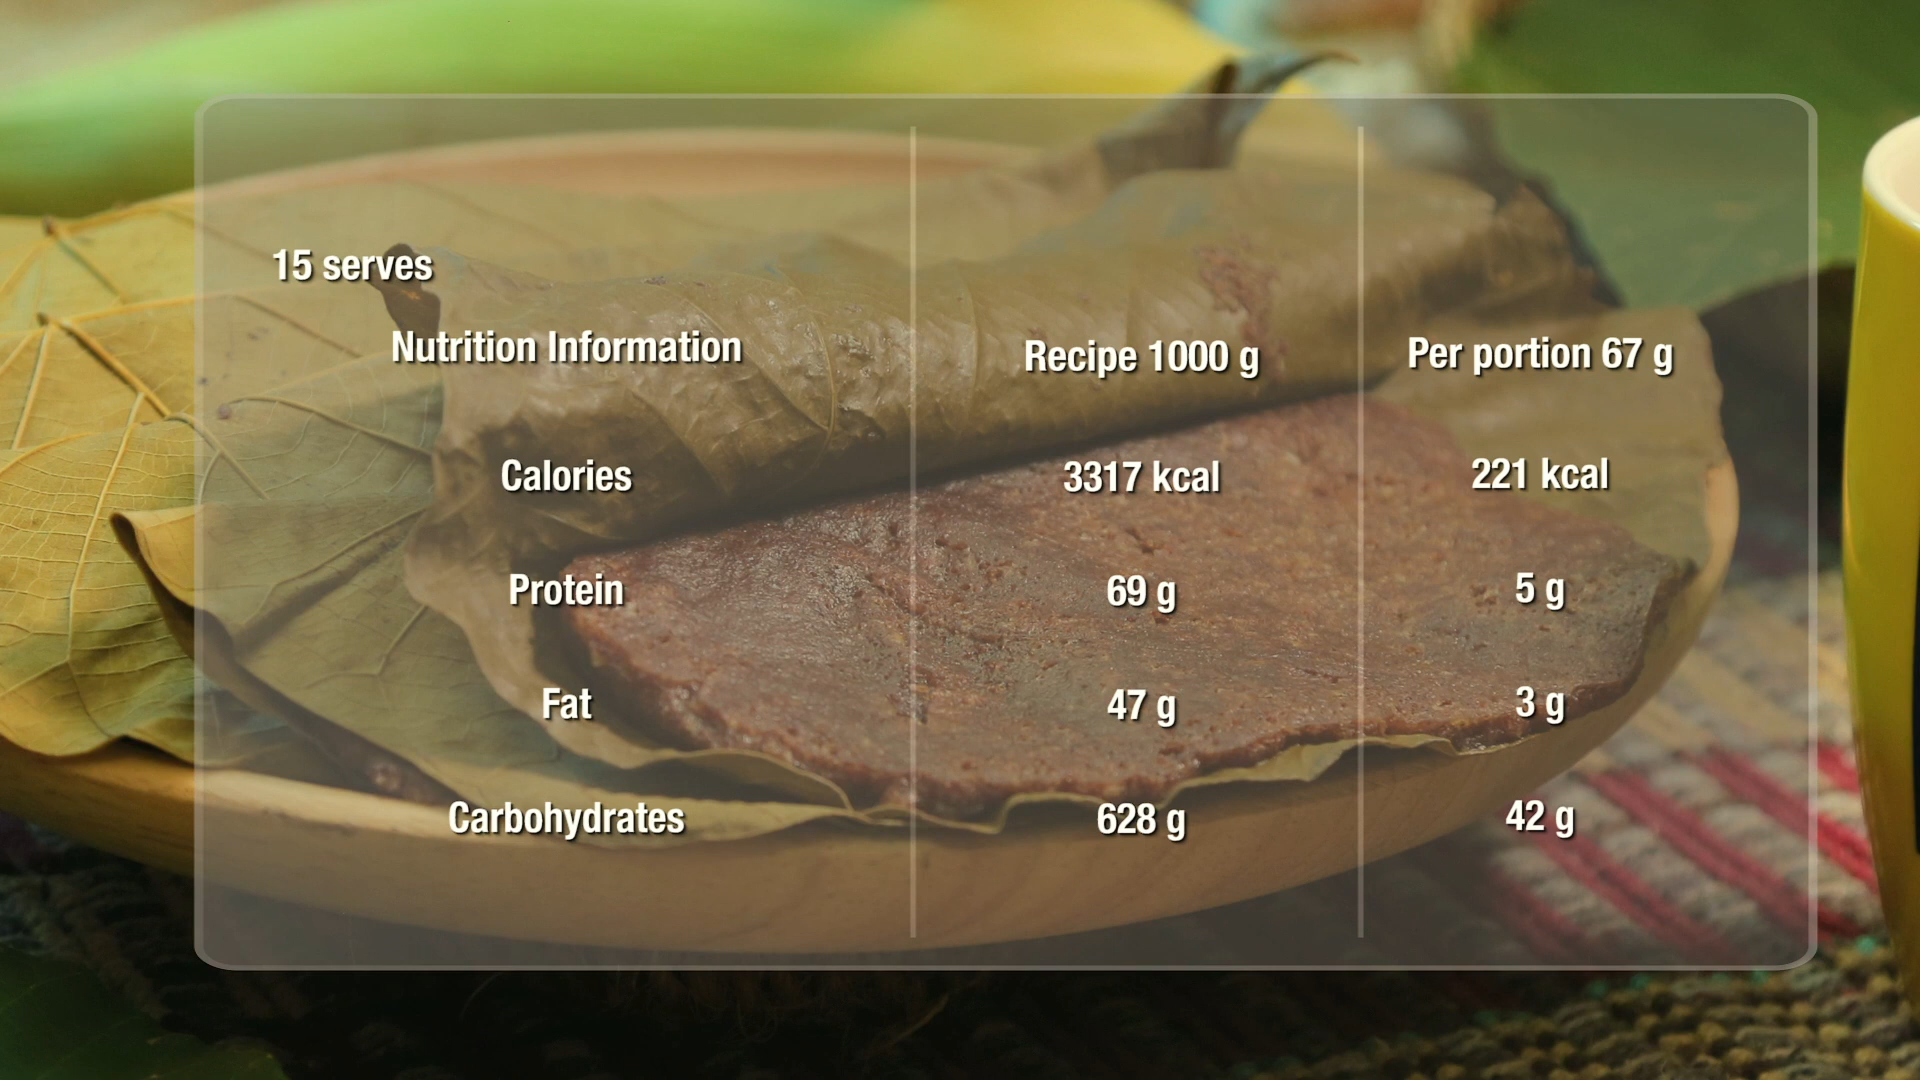 15 serves
Nutrition Information Recipe 1000 g Per portion 67 g
Calories 3317 kcal 221 kcal
Protein 69 g 5 g
Fat 47 g 3 g
Carbohydrates 628 g 42 g